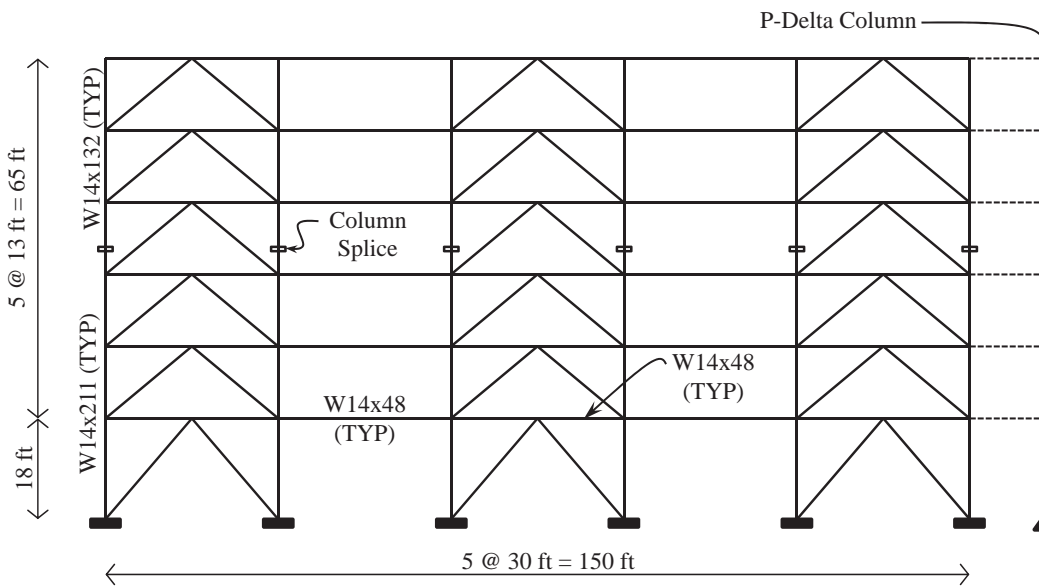 P-Delta Column
W14x132 (TYP)
5 @ 13 ft = 65 ft
Column
Splice
W14x48
(TYP)
W14x48
(TYP)
W14x211 (TYP)
18 ft
5 @ 30 ft = 150 ft